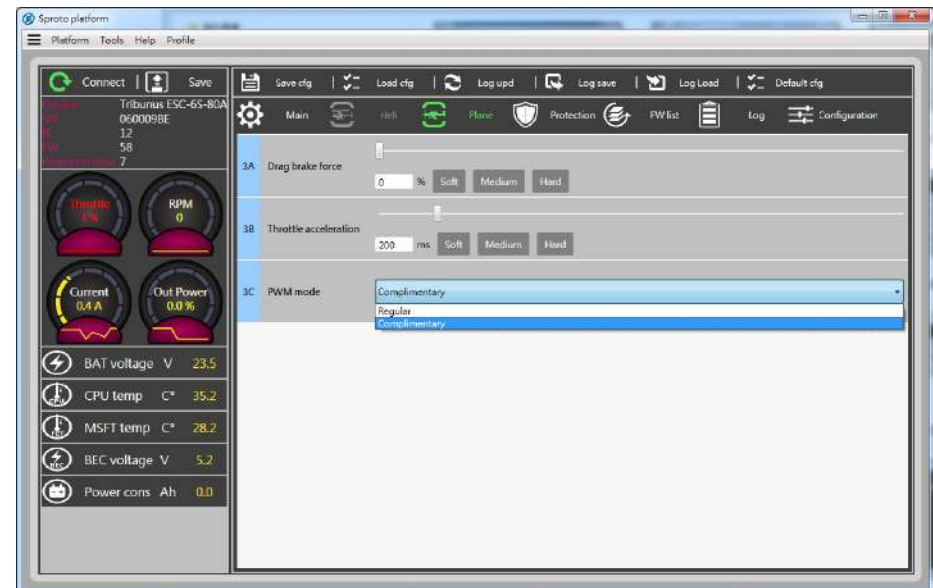 Sproto platform
Platform Tools Help Profile
Connect | Save
Save cfg | Load cfg | Log upd | Log save | Log Load | Default cfg
Tribunus ESC-6S-80A
060009BE
12
58
7
Main Heli Plane Protection FW list Log Configuration
3A Drag brake force
0 % Soft Medium Hard
3B Throttle acceleration
200 ms Soft Medium Hard
3C PWM mode Complimentary
Regular
Complimentary
Throttle
1 %
RPM
0
Current
0.4 A
Out Power
0.0 %
BAT voltage V 23.5
CPU temp C° 35.2
MSFT temp C° 28.2
BEC voltage V 5.2
Power cons Ah 0.0